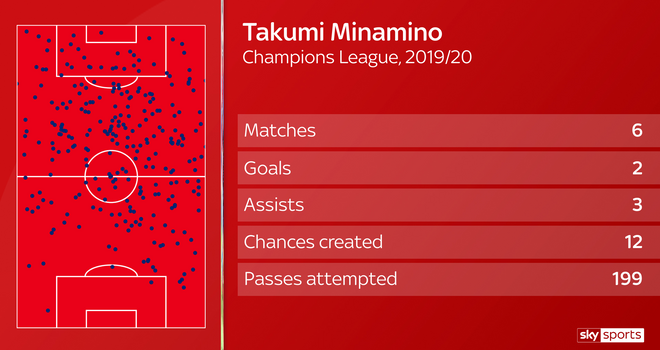 Takumi Minamino
Champions League, 2019/20
Matches 6
Goals 2
Assists 3
Chances created 12
Passes attempted 199
sky sports